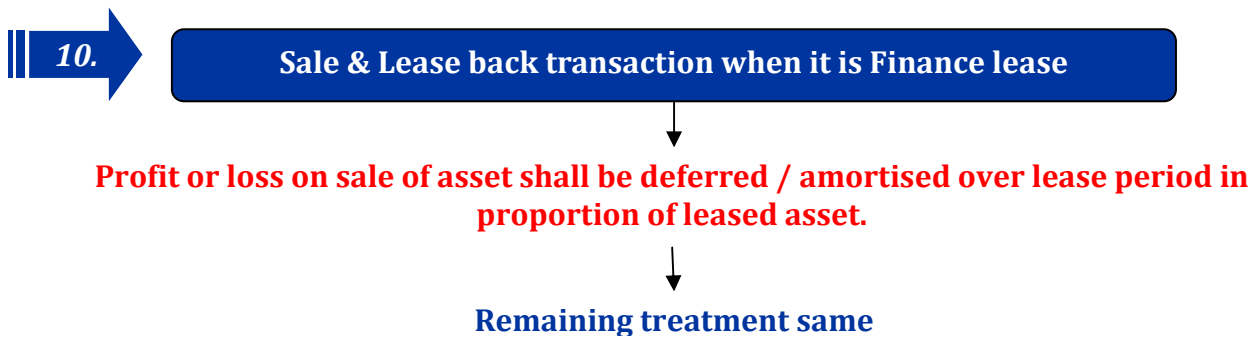 10.
Sale & Lease back transaction when it is Finance lease
Profit or loss on sale of asset shall be deferred / amortised over lease period in
proportion of leased asset.
Remaining treatment same